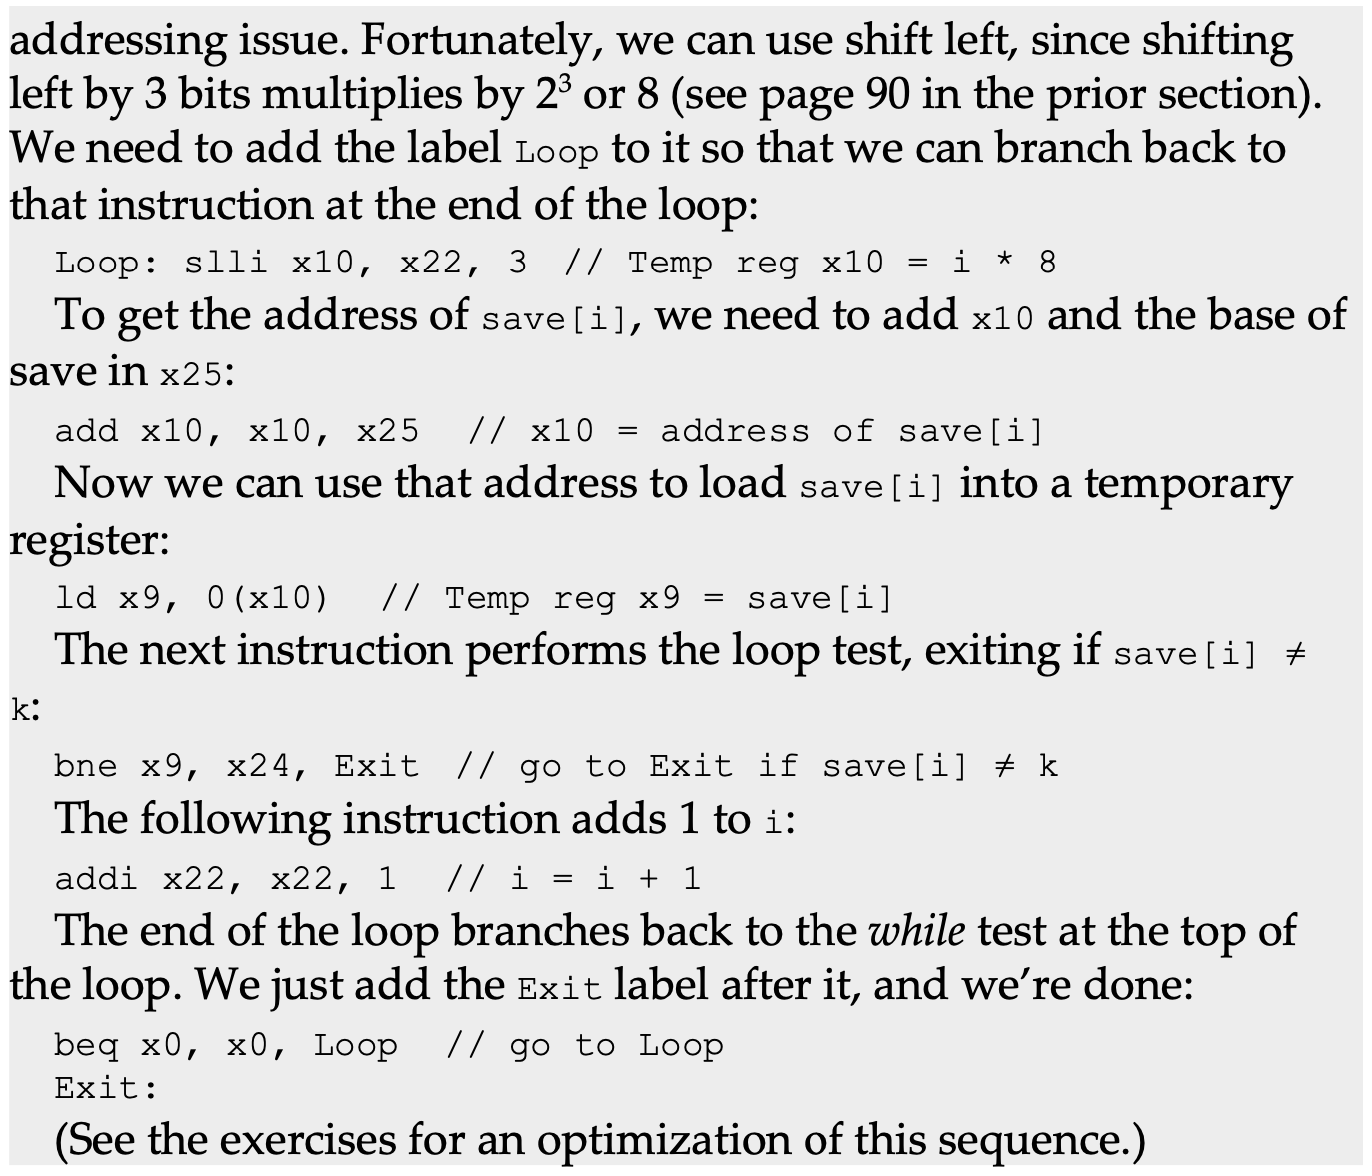 addressing issue. Fortunately, we can use shift left, since shifting
left by 3 bits multiplies by 2³ or 8 (see page 90 in the prior section).
We need to add the label Loop to it so that we can branch back to
that instruction at the end of the loop:
Loop: slli x10, x22, 3 // Temp reg x10 = i * 8
To get the address of save[i], we need to add x10 and the base of
save in x25:
add x10, x10, x25 // x10 = address of save[i]
Now we can use that address to load save[i] into a temporary
register:
ld x9, 0(x10) // Temp reg x9 = save[i]
The next instruction performs the loop test, exiting if save[i] ≠
k:
bne x9, x24, Exit // go to Exit if save[i] ≠ k
The following instruction adds 1 to i:
addi x22, x22, 1 // i = i + 1
The end of the loop branches back to the while test at the top of
the loop. We just add the Exit label after it, and we’re done:
beq x0, x0, Loop // go to Loop
Exit:
(See the exercises for an optimization of this sequence.)